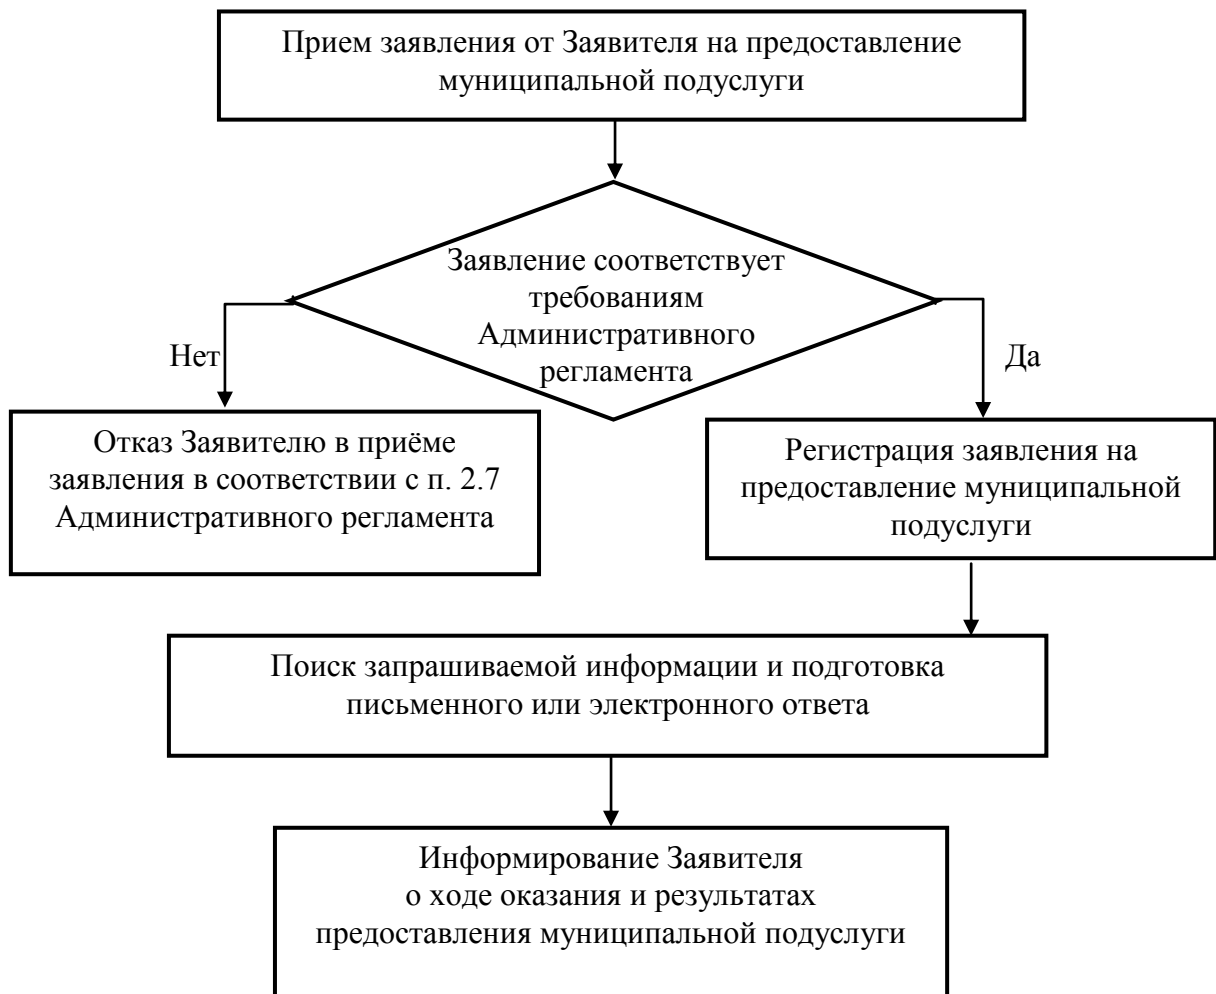 Прием заявления от Заявителя на предоставление
муниципальной подуслуги
Заявление соответствует
требованиям
Административного
регламента
Нет
Да
Отказ Заявителю в приёме
заявления в соответствии с п. 2.7
Административного регламента
Регистрация заявления на
предоставление муниципальной
подуслуги
Поиск запрашиваемой информации и подготовка
письменного или электронного ответа
Информирование Заявителя
о ходе оказания и результатах
предоставления муниципальной подуслуги